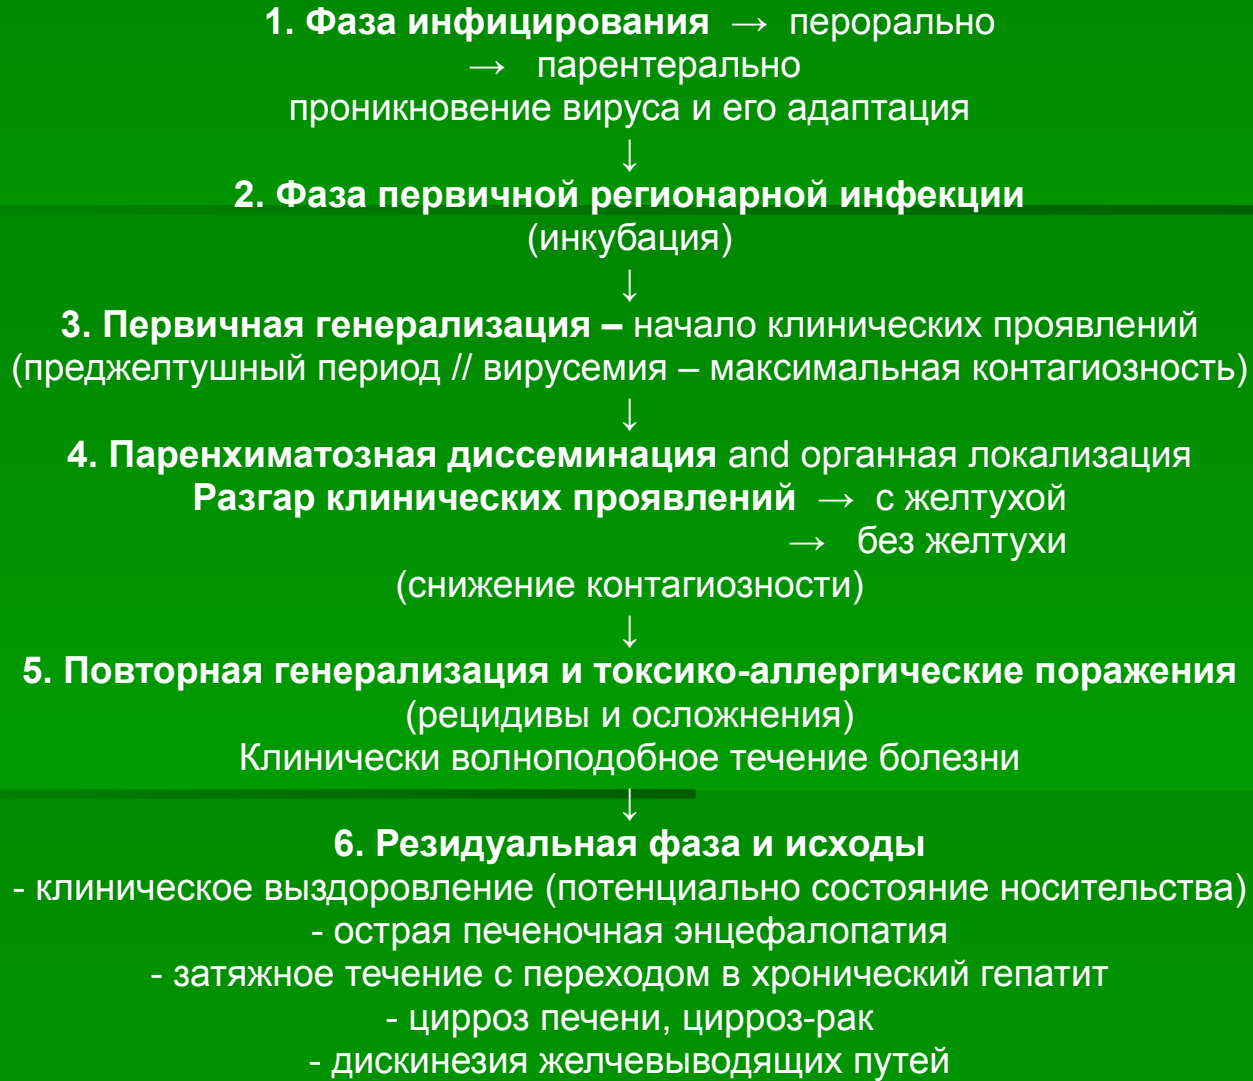 1. Фаза инфицирования → перорально
→ парентерально
проникновение вируса и его адаптация
↓
2. Фаза первичной регионарной инфекции
(инкубация)
↓
3. Первичная генерализация – начало клинических проявлений
(преджелтушный период // вирусемия – максимальная контагиозность)
↓
4. Паренхиматозная диссеминация and органная локализация
Разгар клинических проявлений → с желтухой
→ без желтухи
(снижение контагиозности)
↓
5. Повторная генерализация и токсико-аллергические поражения
(рецидивы и осложнения)
Клинически волноподобное течение болезни
↓
6. Резидуальная фаза и исходы
- клиническое выздоровление (потенциально состояние носительства)
- острая печеночная энцефалопатия
- затяжное течение с переходом в хронический гепатит
- цирроз печени, цирроз-рак
- дискинезия желчевыводящих путей